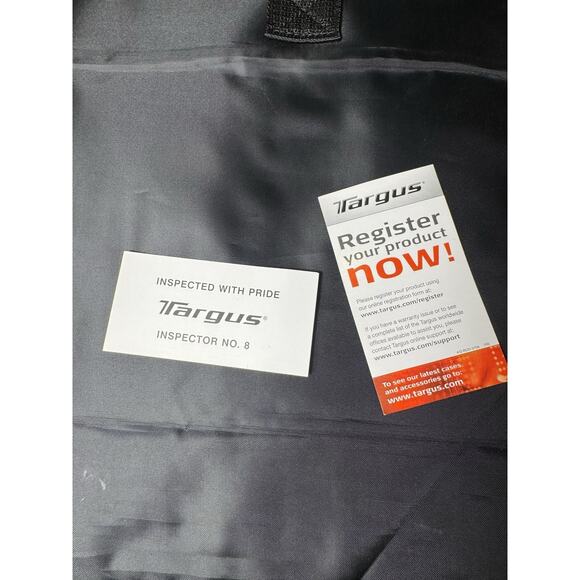 INSPECTED WITH PRIDE
Targus®
INSPECTOR NO. 8
Targus®
Register
your product
now!
Please register your product using
our online registration form at:
www.targus.com/register
If you have a warranty issue or to see
a complete list of the Targus worldwide
offices available to assist you, please
contact Targus online support at:
www.targus.com/support
To see our latest cases
and accessories go to:
www.targus.com